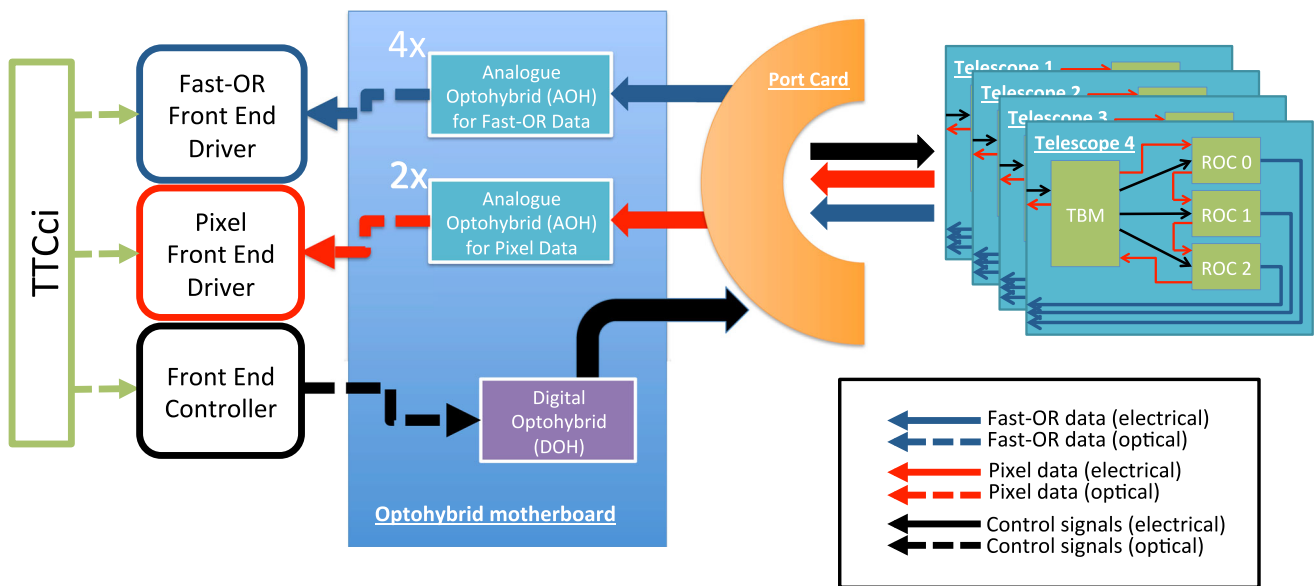 TTCci
Fast-OR
Front End
Driver
Pixel
Front End
Driver
Front End
Controller
4x
Analogue
Optohybrid (AOH)
for Fast-OR Data
2x
Analogue
Optohybrid (AOH)
for Pixel Data
Digital
Optohybrid
(DOH)
Optohybrid motherboard
Port Card
Telescope 1
Telescope 2
Telescope 3
Telescope 4
TBM
ROC 0
ROC 1
ROC 2
Fast-OR data (electrical)
Fast-OR data (optical)
Pixel data (electrical)
Pixel data (optical)
Control signals (electrical)
Control signals (optical)